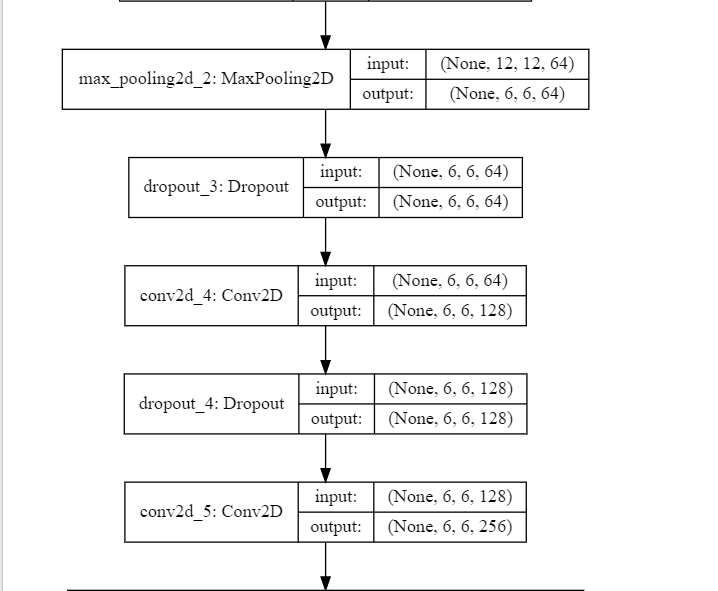 max_pooling2d_2: MaxPooling2D
input: (None, 12, 12, 64)
output: (None, 6, 6, 64)
dropout_3: Dropout
input: (None, 6, 6, 64)
output: (None, 6, 6, 64)
conv2d_4: Conv2D
input: (None, 6, 6, 64)
output: (None, 6, 6, 128)
dropout_4: Dropout
input: (None, 6, 6, 128)
output: (None, 6, 6, 128)
conv2d_5: Conv2D
input: (None, 6, 6, 128)
output: (None, 6, 6, 256)